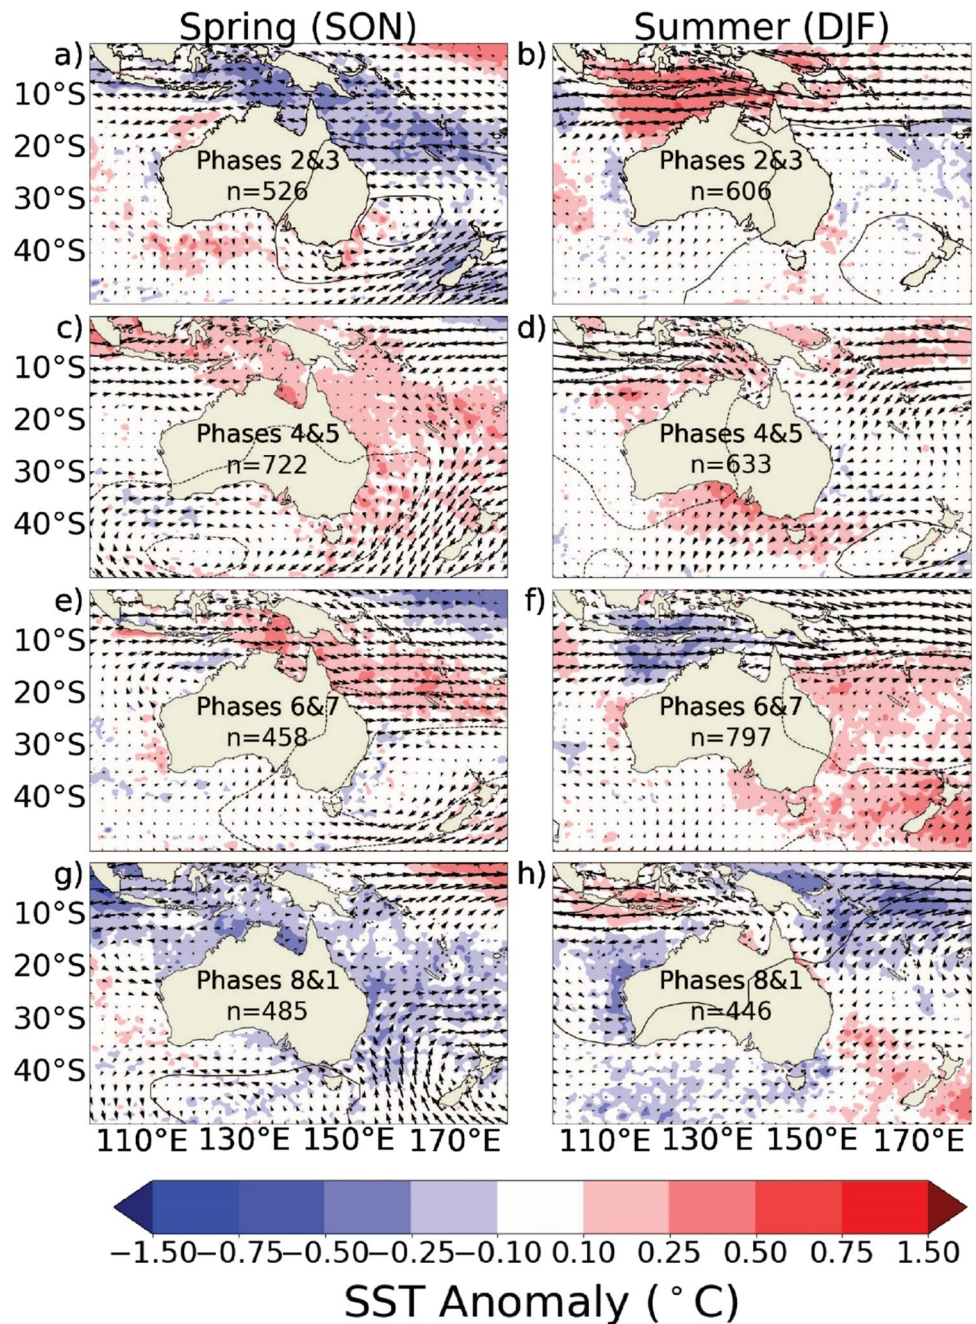 Spring (SON) Summer (DJF)
a) b)
10°S
20°S
Phases 2&3 Phases 2&3
n=526 n=606
30°S
40°S
c) d)
10°S
20°S
Phases 4&5 Phases 4&5
n=722 n=633
30°S
40°S
e) f)
10°S
20°S
Phases 6&7 Phases 6&7
n=458 n=797
30°S
40°S
g) h)
10°S
20°S
Phases 8&1 Phases 8&1
n=485 n=446
30°S
40°S
110°E 130°E 150°E 170°E 110°E 130°E 150°E 170°E
−1.50 −0.75 −0.50 −0.25 −0.10 0.10 0.25 0.50 0.75 1.50
SST Anomaly (°C)